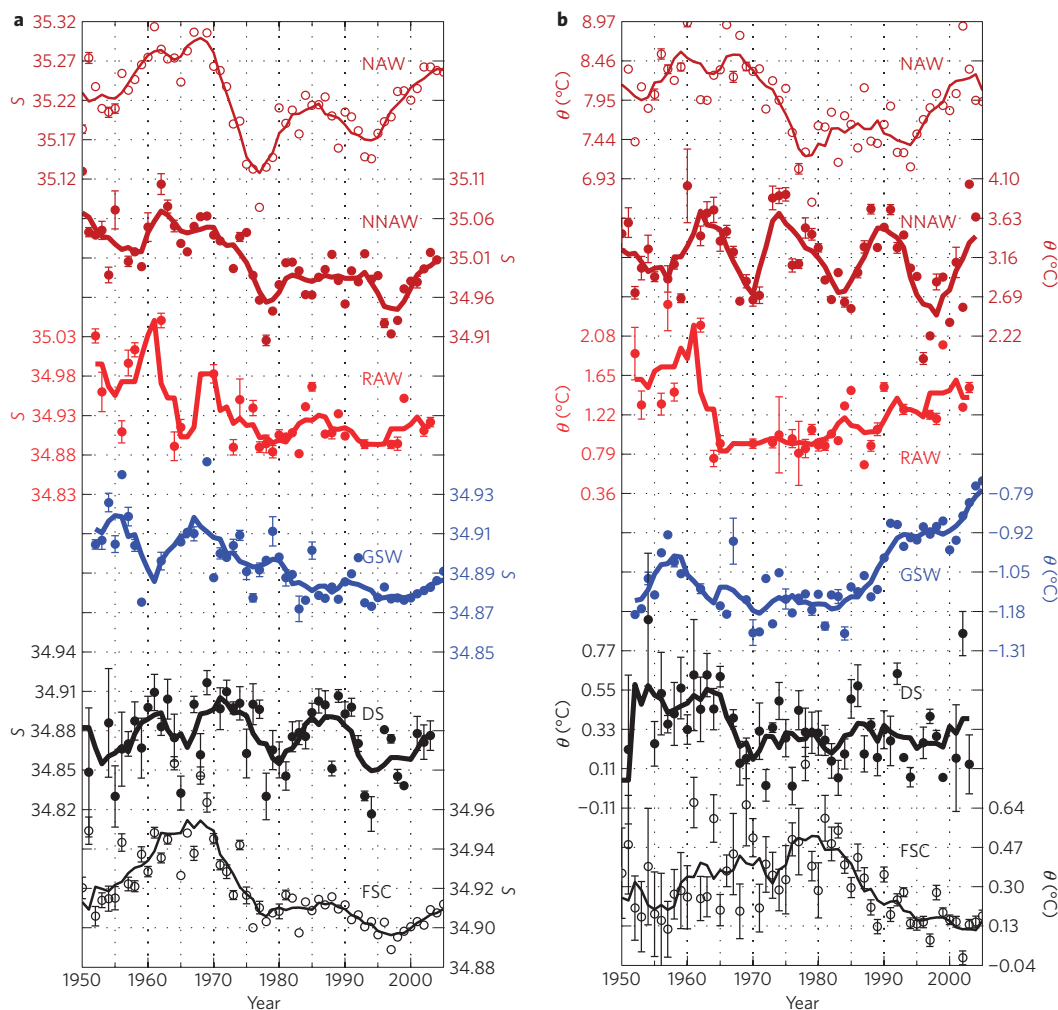 a
35.32
35.27
35.22
35.17
35.12
S
NAW
35.11
35.06
35.01
34.96
34.91
S
NNAW
35.03
34.98
34.93
34.88
34.83
S
RAW
34.93
34.91
34.89
34.87
34.85
S
GSW
34.94
34.91
34.88
34.85
34.82
S
DS
34.96
34.94
34.92
34.90
34.88
S
FSC
1950 1960 1970 1980 1990 2000
Year
b
8.97
8.46
7.95
7.44
6.93
θ (°C)
NAW
4.10
3.63
3.16
2.69
2.22
θ (°C)
NNAW
2.08
1.65
1.22
0.79
0.36
θ (°C)
RAW
−0.79
−0.92
−1.05
−1.18
−1.31
θ (°C)
GSW
0.77
0.55
0.33
0.11
−0.11
θ (°C)
DS
0.64
0.47
0.30
0.13
−0.04
θ (°C)
FSC
1950 1960 1970 1980 1990 2000
Year